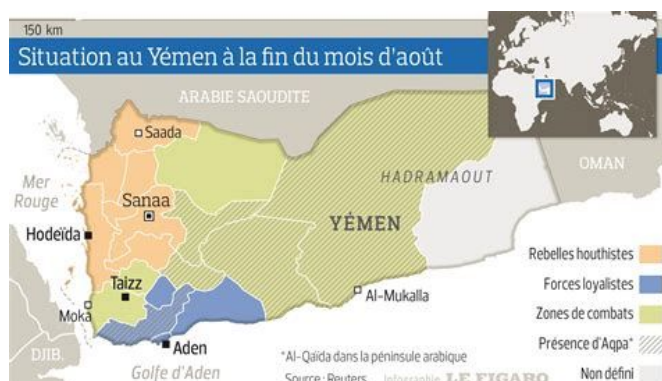 150 km
Situation au Yémen à la fin du mois d'août
ARABIE SAOUDITE
Saada
OMAN
HADRAMAOUT
Mer
Rouge
Sanaa
YÉMEN
Hodeïda
Rebelles houthistes
Taizz
Forces loyalistes
Al-Mukalla
Moka
Zones de combats
Aden
Présence d'Aqpa*
DJIB.
Golfe d'Aden
*Al-Qaïda dans la péninsule arabique
Source : Reuters Infographie LE FIGARO
Non défini